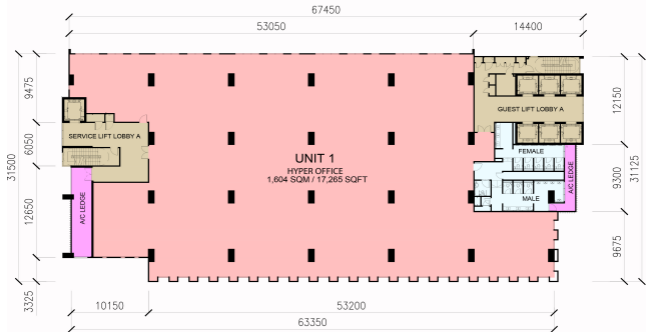 67450
53050
14400
9475
6050
12650
31500
3325
SERVICE LIFT LOBBY A
A/C LEDGE
UNIT 1
HYPER OFFICE
1,604 SQM / 17,265 SQFT
GUEST LIFT LOBBY A
FEMALE
MALE
A/C LEDGE
12150
9300
9675
31125
10150
53200
63350